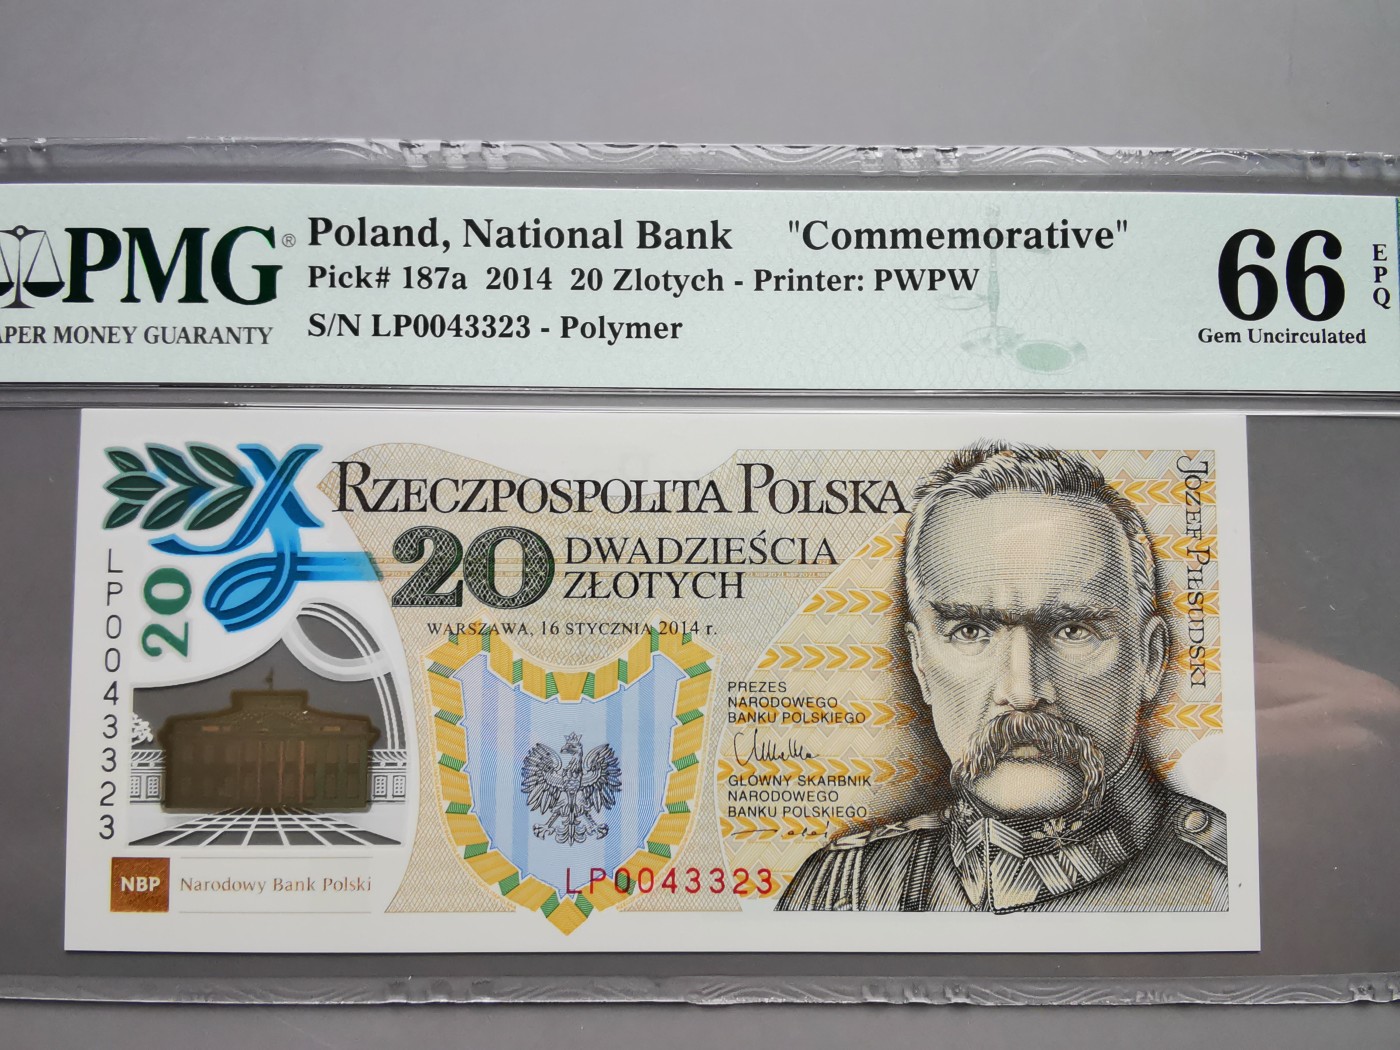 PMG®
PAPER MONEY GUARANTY
Poland, National Bank "Commemorative"
Pick# 187a 2014 20 Zlotych - Printer: PWPW
S/N LP0043323 - Polymer
66
EPQ
Gem Uncirculated
RZECZPOSPOLITA POLSKA
20
DWADZIEŚCIA
ZŁOTYCH
WARSZAWA, 16 STYCZNIA 2014 r.
20
LP0043323
PREZES
NARODOWEGO
BANKU POLSKIEGO
GŁÓWNY SKARBNIK
NARODOWEGO
BANKU POLSKIEGO
LP0043323
NBP Narodowy Bank Polski
JÓZEF PIŁSUDSKI